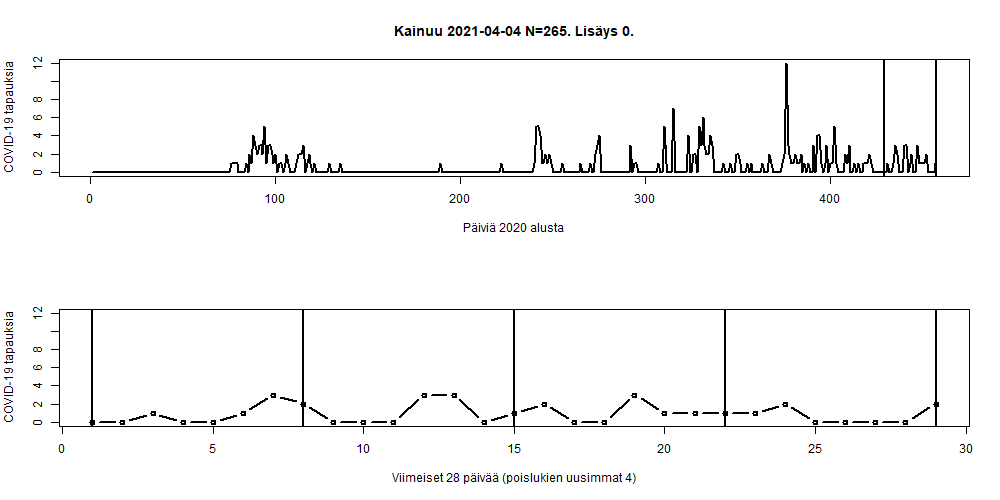 Kainuu 2021-04-04 N=265. Lisäys 0.
COVID-19 tapauksia
0 2 4 6 8 12
0 100 200 300 400
Päiviä 2020 alusta
COVID-19 tapauksia
0 2 4 6 8 12
0 5 10 15 20 25 30
Viimeiset 28 päivää (poislukien uusimmat 4)